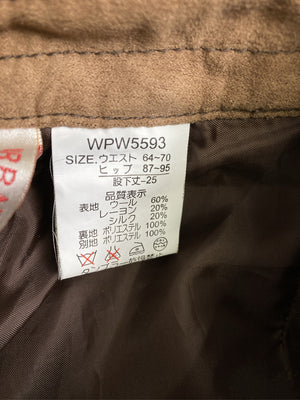 WPW5593
SIZE.ウエスト 64~70
ヒップ 87~95
股下丈-25
品質表示
表地 ウール 60%
レーヨン 20%
シルク 20%
裏地 ポリエステル 100%
別地 ポリエステル 100%